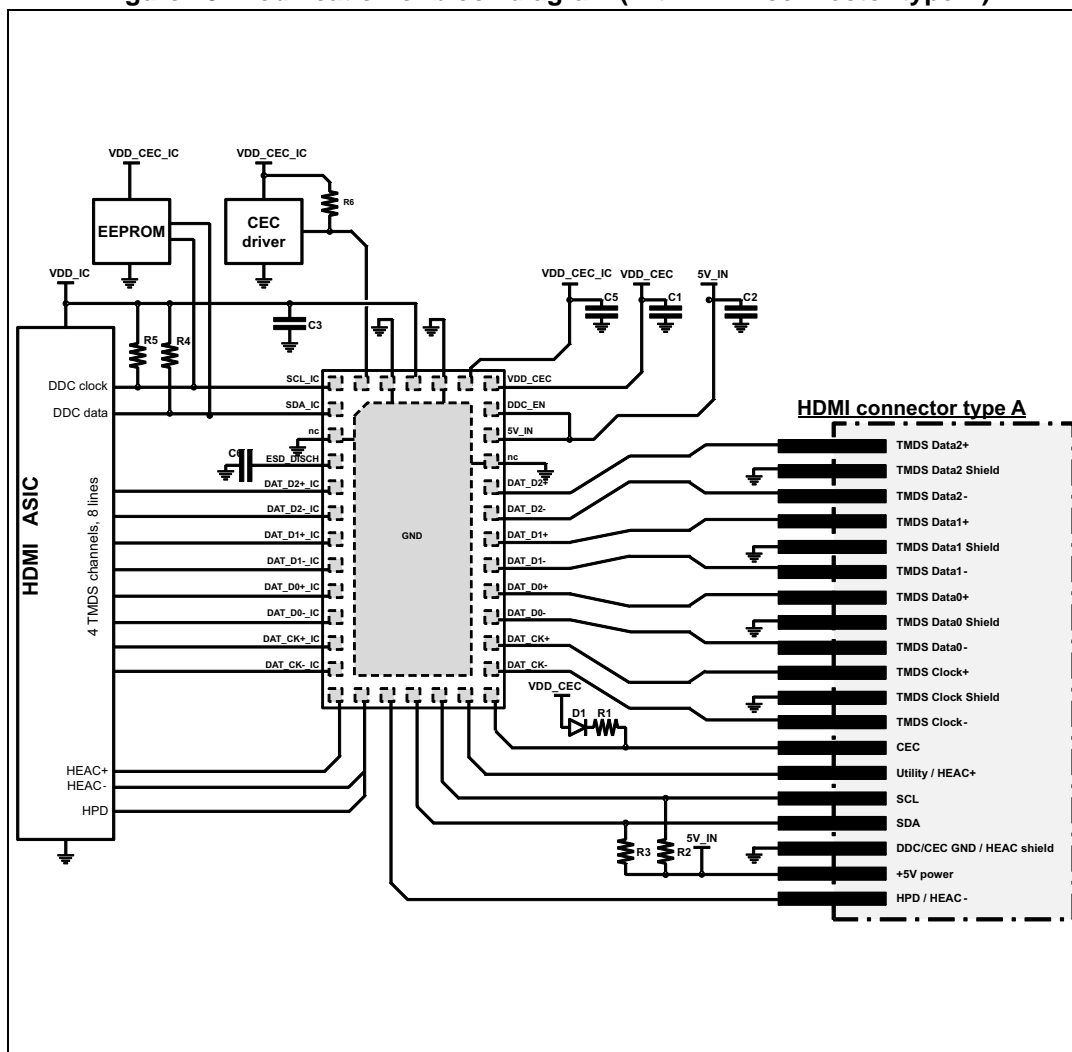 VDD_CEC_IC
VDD_CEC_IC
R6
EEPROM
CEC
driver
VDD_IC
VDD_CEC_IC
VDD_CEC
5V_IN
C5
C1
C2
C3
R5
R4
DDC clock
SCL_IC
VDD_CEC
DDC data
SDA_IC
DDC_EN
nc
5V_IN
HDMI connector type A
ESD_DISCH
nc
TMDS Data2+
DAT_D2+_IC
DAT_D2+
TMDS Data2 Shield
DAT_D2-_IC
DAT_D2-
TMDS Data2-
HDMI ASIC
4 TMDS channels, 8 lines
GND
DAT_D1+_IC
DAT_D1+
TMDS Data1+
DAT_D1-_IC
DAT_D1-
TMDS Data1 Shield
TMDS Data1-
DAT_D0+_IC
DAT_D0+
TMDS Data0+
DAT_D0-_IC
DAT_D0-
TMDS Data0 Shield
DAT_CK+_IC
DAT_CK+
TMDS Data0-
DAT_CK-_IC
DAT_CK-
TMDS Clock+
VDD_CEC
TMDS Clock Shield
D1
R1
TMDS Clock-
CEC
HEAC+
Utility / HEAC+
HEAC-
SCL
HPD
SDA
5V_IN
R3
R2
DDC/CEC GND / HEAC shield
+5V power
HPD / HEAC-